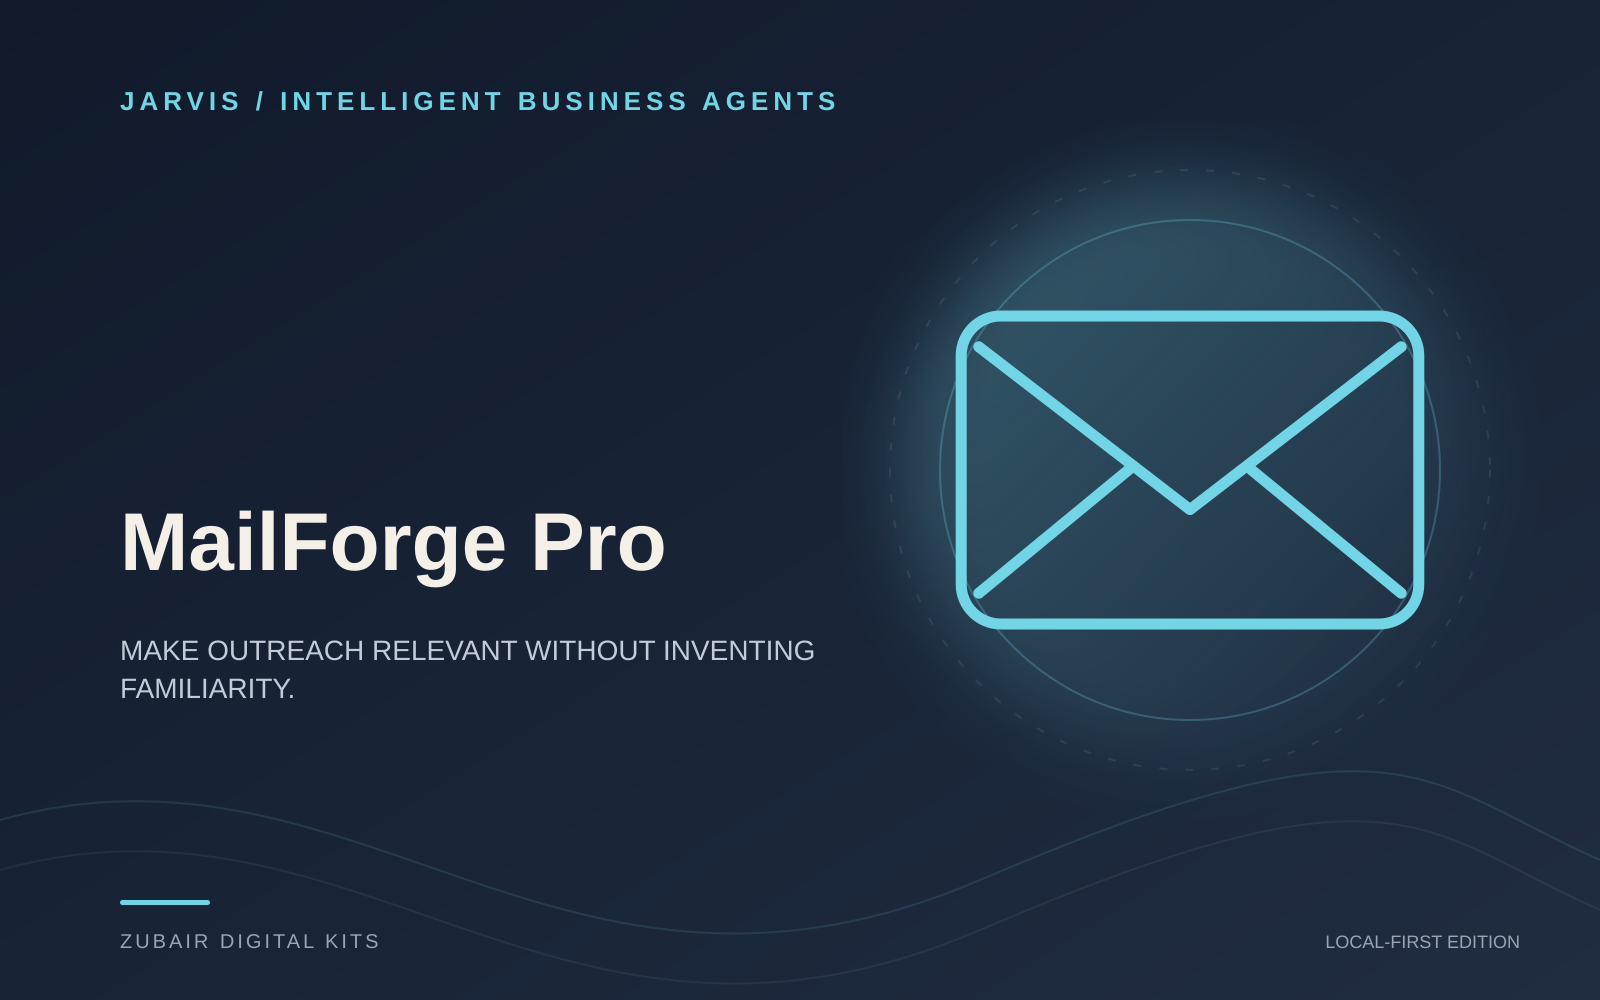 JARVIS / INTELLIGENT BUSINESS AGENTS
MailForge Pro
MAKE OUTREACH RELEVANT WITHOUT INVENTING
FAMILIARITY.
ZUBAIR DIGITAL KITS
LOCAL-FIRST EDITION